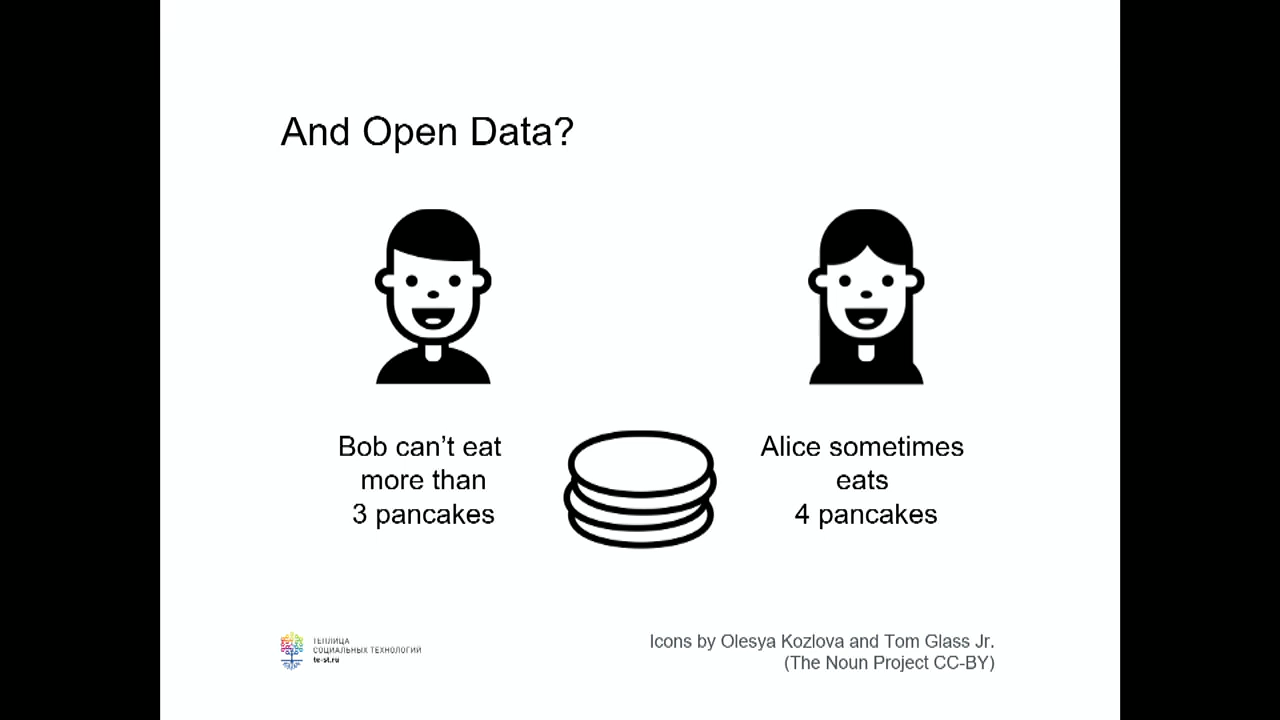 And Open Data?
Bob can't eat
more than
3 pancakes
Alice sometimes
eats
4 pancakes
ТЕПЛИЦА
СОЦИАЛЬНЫХ ТЕХНОЛОГИЙ
te-st.ru
Icons by Olesya Kozlova and Tom Glass Jr.
(The Noun Project CC-BY)